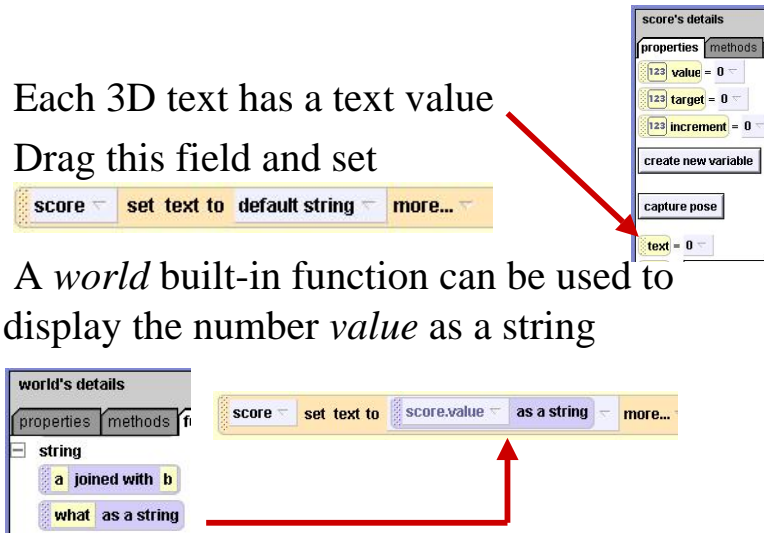 score's details
properties methods
123 value = 0
123 target = 0
123 increment = 0
create new variable
capture pose
text = 0
Each 3D text has a text value
Drag this field and set
score set text to default string more...
A world built-in function can be used to
display the number value as a string
world's details
properties methods
string
a joined with b
what as a string
score set text to score.value as a string more...